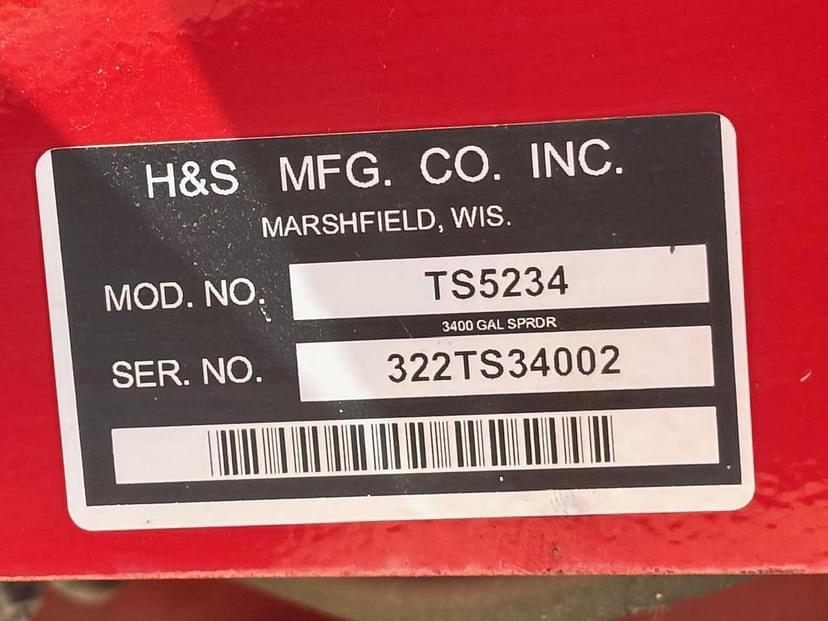 H&S MFG. CO. INC.
MARSHFIELD, WIS.
MOD. NO. TS5234
3400 GAL SPRDR
SER. NO. 322TS34002